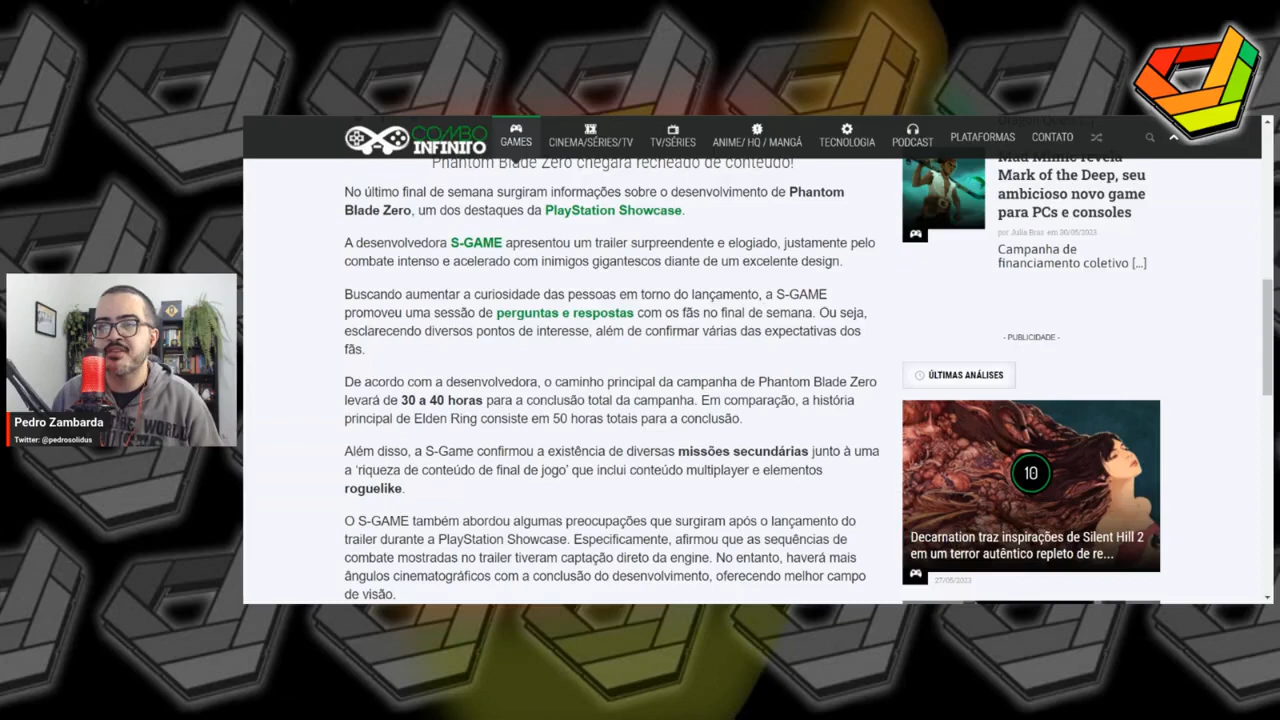 COMBO
INFINITO
GAMES
CINEMA/SÉRIES/TV
TV/SÉRIES
ANIME/ HQ / MANGÁ
TECNOLOGIA
PODCAST
PLATAFORMAS
CONTATO
Phantom Blade Zero chegará recheado de conteúdo!
No último final de semana surgiram informações sobre o desenvolvimento de Phantom
Blade Zero, um dos destaques da PlayStation Showcase.
A desenvolvedora S-GAME apresentou um trailer surpreendente e elogiado, justamente pelo
combate intenso e acelerado com inimigos gigantescos diante de um excelente design.
Buscando aumentar a curiosidade das pessoas em torno do lançamento, a S-GAME
promoveu uma sessão de perguntas e respostas com os fãs no final de semana. Ou seja,
esclarecendo diversos pontos de interesse, além de confirmar várias das expectativas dos
fãs.
De acordo com a desenvolvedora, o caminho principal da campanha de Phantom Blade Zero
levará de 30 a 40 horas para a conclusão total da campanha. Em comparação, a história
principal de Elden Ring consiste em 50 horas totais para a conclusão.
Além disso, a S-Game confirmou a existência de diversas missões secundárias junto à uma
a ‘riqueza de conteúdo de final de jogo’ que inclui conteúdo multiplayer e elementos
roguelike.
O S-GAME também abordou algumas preocupações que surgiram após o lançamento do
trailer durante a PlayStation Showcase. Especificamente, afirmou que as sequências de
combate mostradas no trailer tiveram captação direto da engine. No entanto, haverá mais
ângulos cinematográficos com a conclusão do desenvolvimento, oferecendo melhor campo
de visão.
Mad Mimic revela
Mark of the Deep, seu
ambicioso novo game
para PCs e consoles
por Julia Braz em 30/05/2023
Campanha de
financiamento coletivo [...]
- PUBLICIDADE -
ÚLTIMAS ANÁLISES
10
Decarnation traz inspirações de Silent Hill 2
em um terror autêntico repleto de re...
27/05/2023
Pedro Zambarda
Twitter: @pedrosolidus